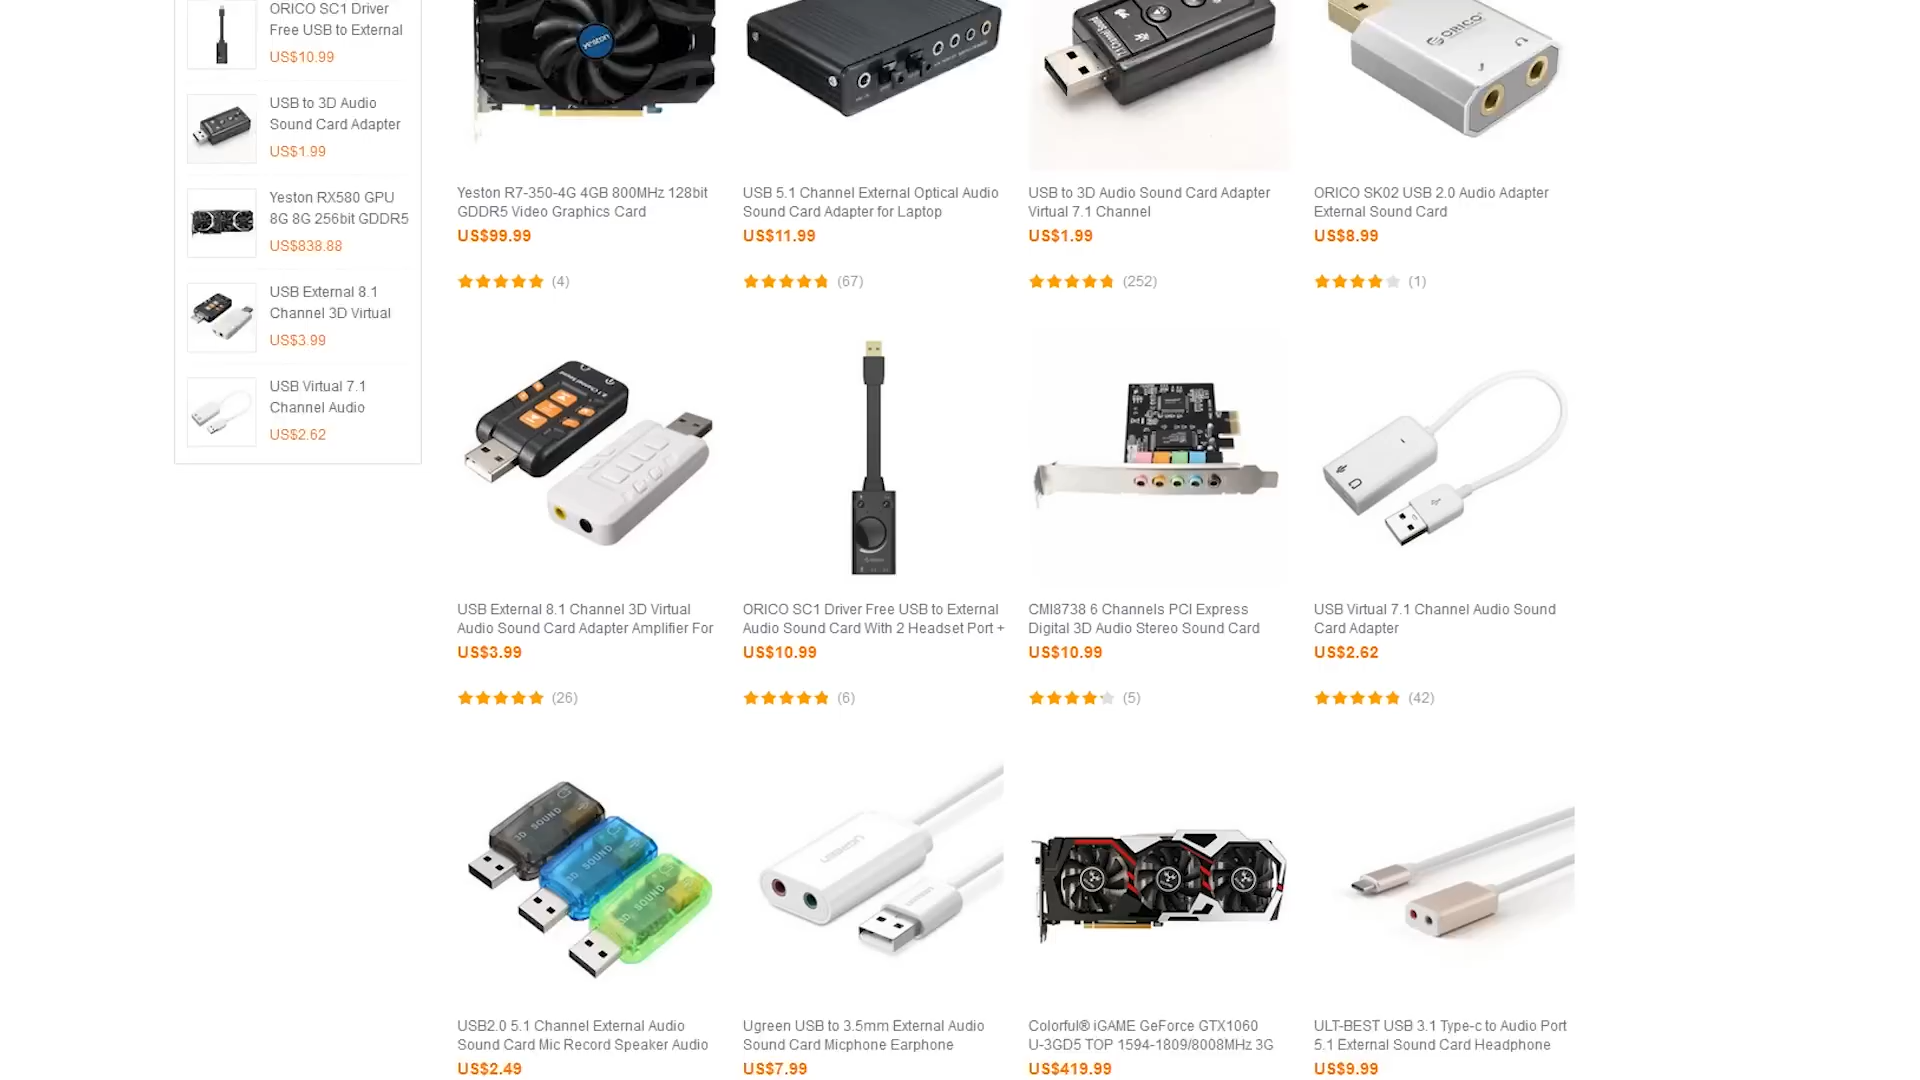 ORICO SC1 Driver
Free USB to External
US$10.99
USB to 3D Audio
Sound Card Adapter
US$1.99
Yeston RX580 GPU
8G 8G 256bit GDDR5
US$838.88
USB External 8.1
Channel 3D Virtual
US$3.99
USB Virtual 7.1
Channel Audio
US$2.62
yeston
ORICO
Yeston R7-350-4G 4GB 800MHz 128bit
GDDR5 Video Graphics Card
US$99.99
(4)
USB 5.1 Channel External Optical Audio
Sound Card Adapter for Laptop
US$11.99
(67)
USB to 3D Audio Sound Card Adapter
Virtual 7.1 Channel
US$1.99
(252)
ORICO SK02 USB 2.0 Audio Adapter
External Sound Card
US$8.99
(1)
USB External 8.1 Channel 3D Virtual
Audio Sound Card Adapter Amplifier For
US$3.99
(26)
ORICO SC1 Driver Free USB to External
Audio Sound Card With 2 Headset Port +
US$10.99
(6)
CMI8738 6 Channels PCI Express
Digital 3D Audio Stereo Sound Card
US$10.99
(5)
USB Virtual 7.1 Channel Audio Sound
Card Adapter
US$2.62
(42)
3D SOUND
3D SOUND
3D SOUND
UGREEN
USB2.0 5.1 Channel External Audio
Sound Card Mic Record Speaker Audio
US$2.49
Ugreen USB to 3.5mm External Audio
Sound Card Micphone Earphone
US$7.99
Colorful® iGAME GeForce GTX1060
U-3GD5 TOP 1594-1809/8008MHz 3G
US$419.99
ULT-BEST USB 3.1 Type-c to Audio Port
5.1 External Sound Card Headphone
US$9.99